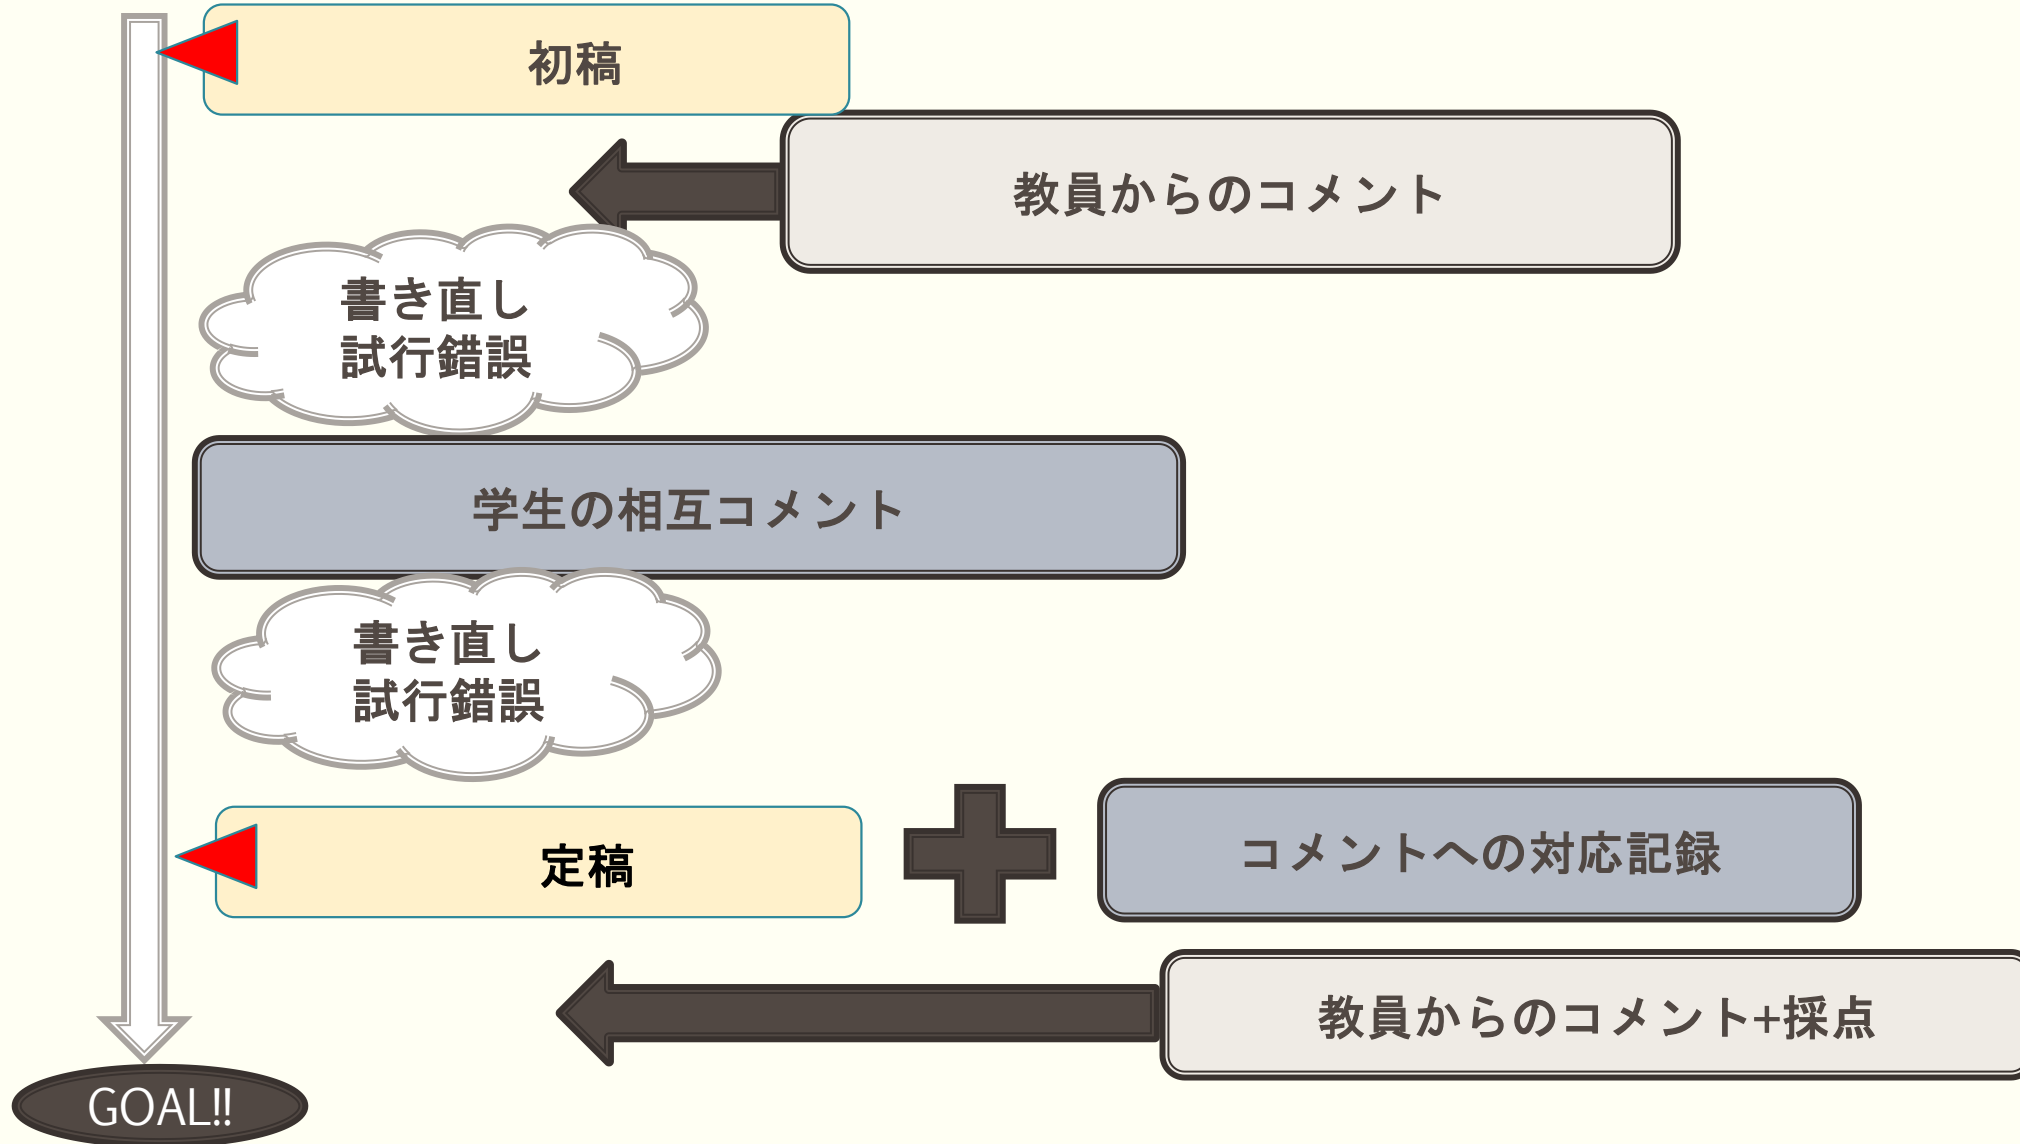 初稿
教員からのコメント
書き直し
試行錯誤
学生の相互コメント
書き直し
試行錯誤
定稿
コメントへの対応記録
教員からのコメント+採点
GOAL!!